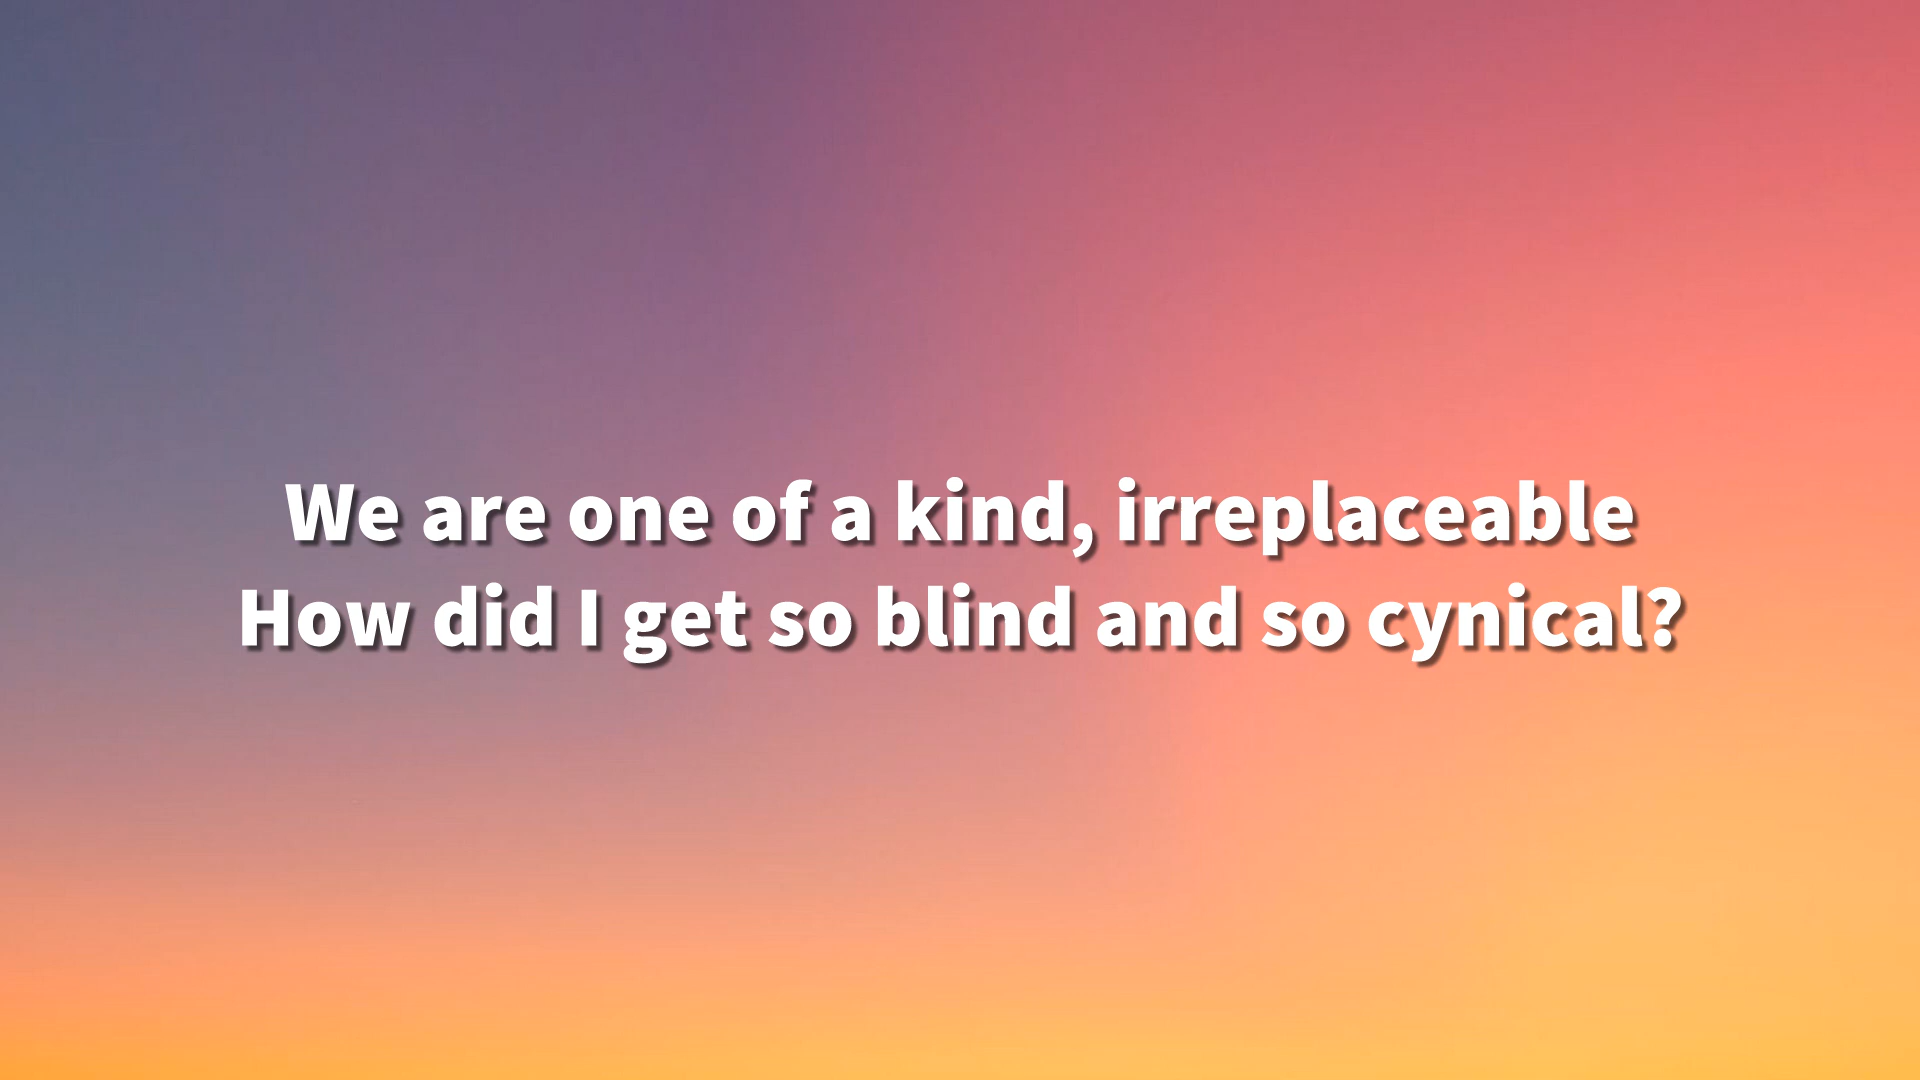 We are one of a kind, irreplaceable
How did I get so blind and so cynical?